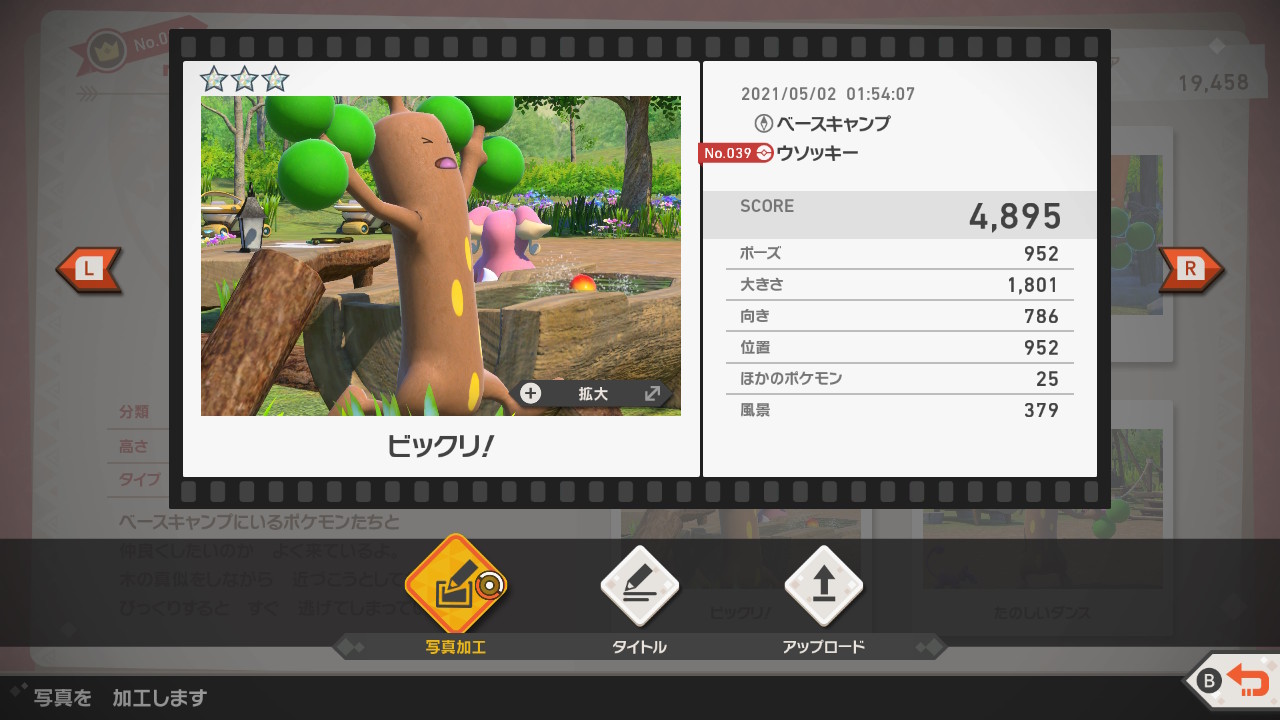 No.0
19,458
2021/05/02 01:54:07
ベースキャンプ
No.039 ウソッキー
SCORE 4,895
ポーズ 952
大きさ 1,801
向き 786
位置 952
ほかのポケモン 25
風景 379
L
R
+ 拡大
ビックリ!
分類
高さ
タイプ
ベースキャンプにいるポケモンたちと
仲良くしたいのか よく来ているよ。
木の真似をしながら 近づこうとして
びっくりすると すぐ 逃げてしまって
ビックリ!
たのしいダンス
写真加工
タイトル
アップロード
写真を 加工します
B